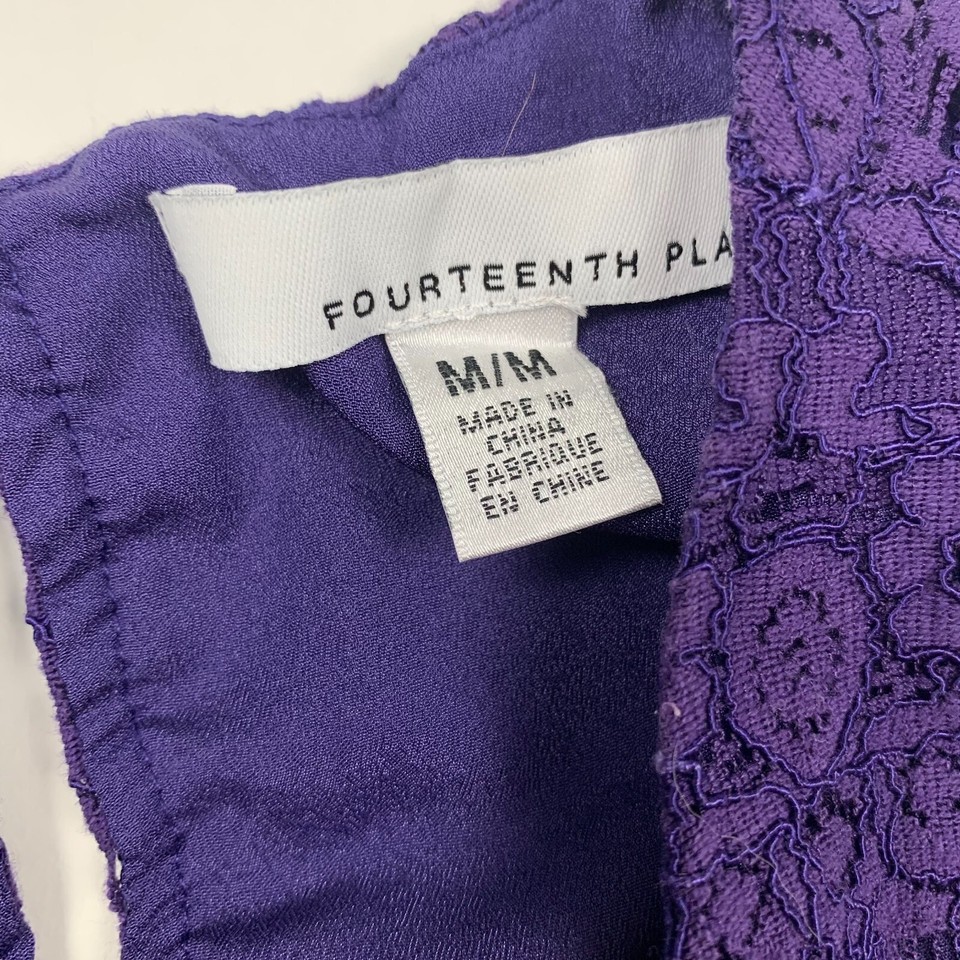 FOURTEENTH PLA
M/M
MADE IN
CHINA
FABRIQUE
EN CHINE